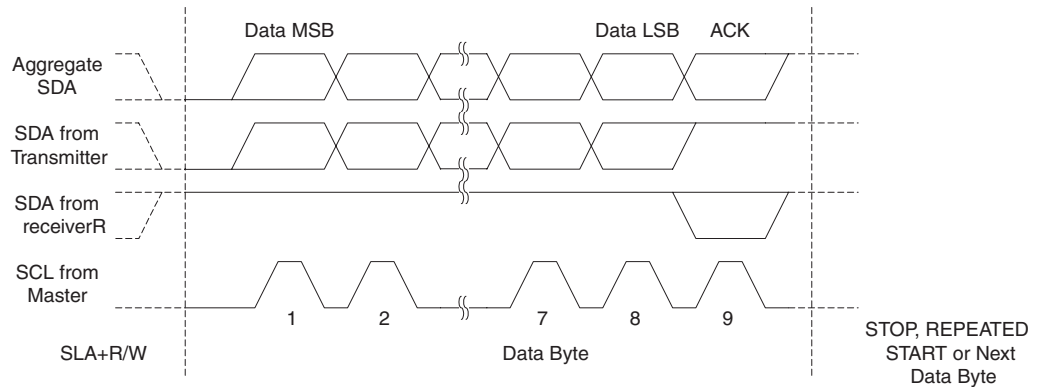 Data MSB
Data LSB
ACK
Aggregate
SDA
SDA from
Transmitter
SDA from
receiverR
SCL from
Master
1
2
7
8
9
SLA+R/W
Data Byte
STOP, REPEATED
START or Next
Data Byte